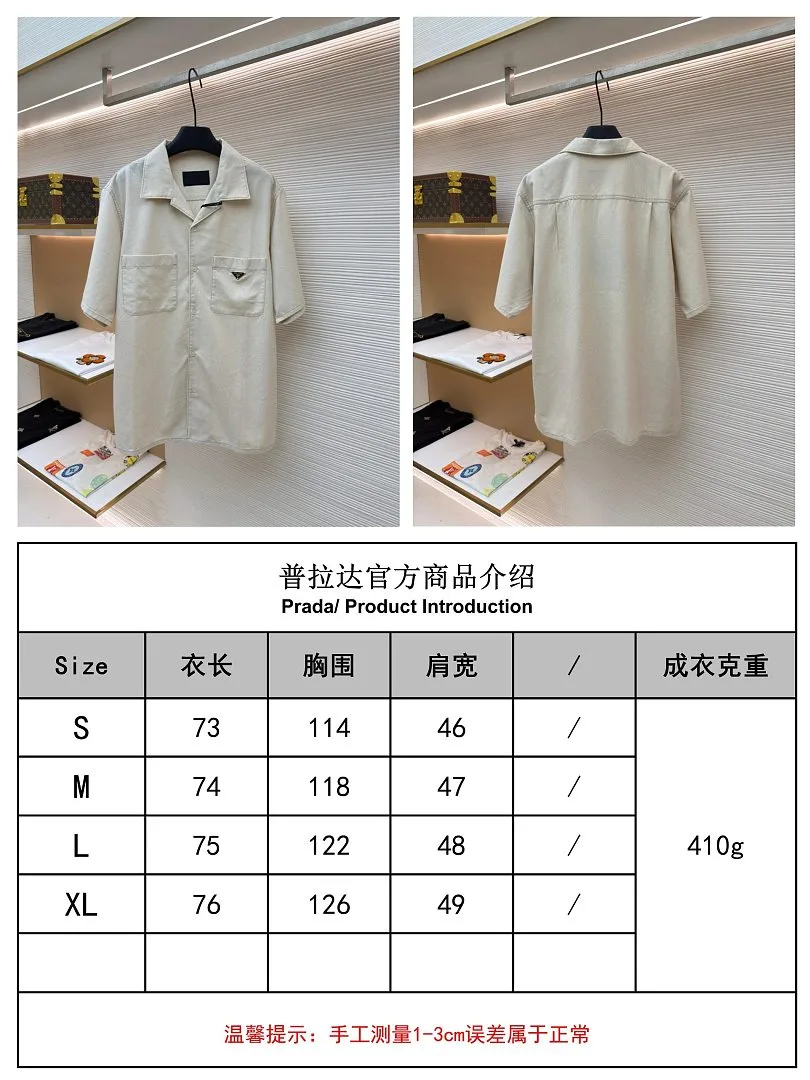 普拉达官方商品介绍
Prada/ Product Introduction
Size 衣长 胸围 肩宽 / 成衣克重
S 73 114 46 /
M 74 118 47 /
L 75 122 48 / 410g
XL 76 126 49 /
温馨提示：手工测量1-3cm误差属于正常